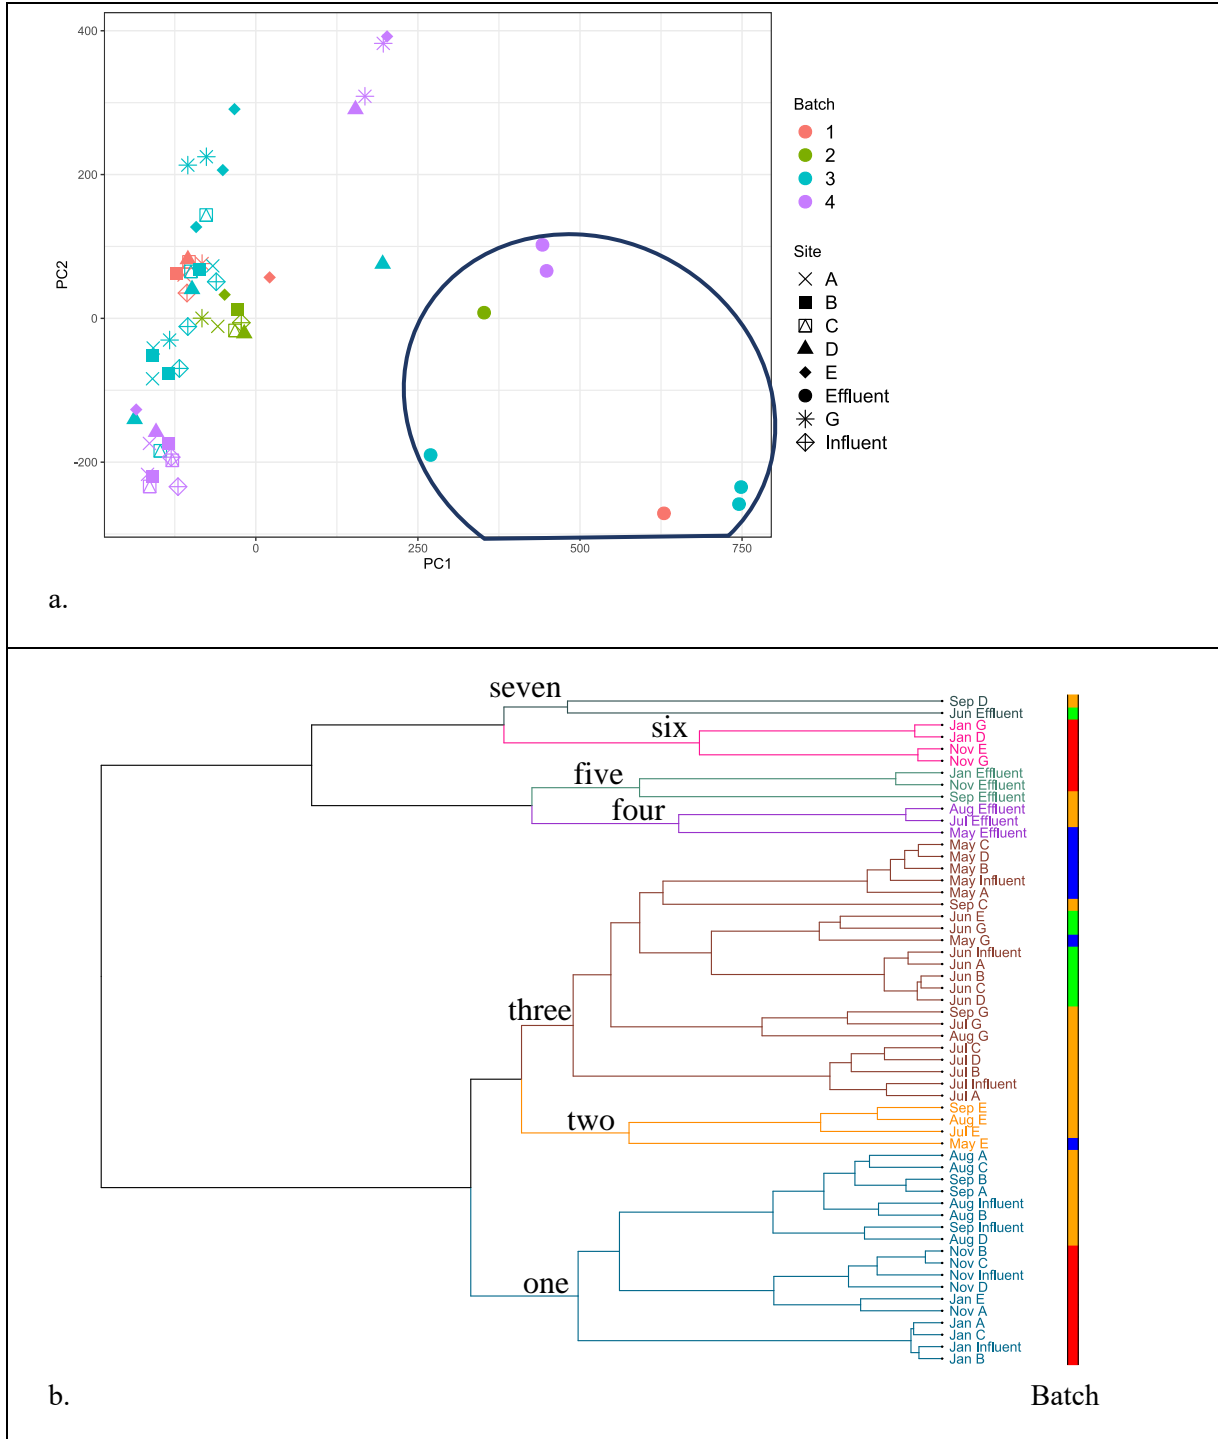 400
200
0
-200
PC2
0
250
500
750
PC1
Batch
1
2
3
4
Site
A
B
C
D
E
Effluent
G
Influent
a.
seven
six
five
four
three
two
one
Sep D
Jun Effluent
Jan G
Jan D
Nov E
Nov G
Jan Effluent
Nov Effluent
Sep Effluent
Aug Effluent
Jul Effluent
May Effluent
May C
May D
May B
May Influent
May A
Sep C
Jun E
Jun G
May G
Jun Influent
Jun A
Jun B
Jun C
Jun D
Sep G
Jul G
Aug G
Jul C
Jul D
Jul B
Jul Influent
Jul A
Sep E
Aug E
Jul E
May E
Aug A
Aug C
Sep B
Sep A
Aug Influent
Aug B
Sep Influent
Aug D
Nov B
Nov C
Nov Influent
Nov D
Jan E
Nov A
Jan A
Jan C
Jan Influent
Jan B
b.
Batch